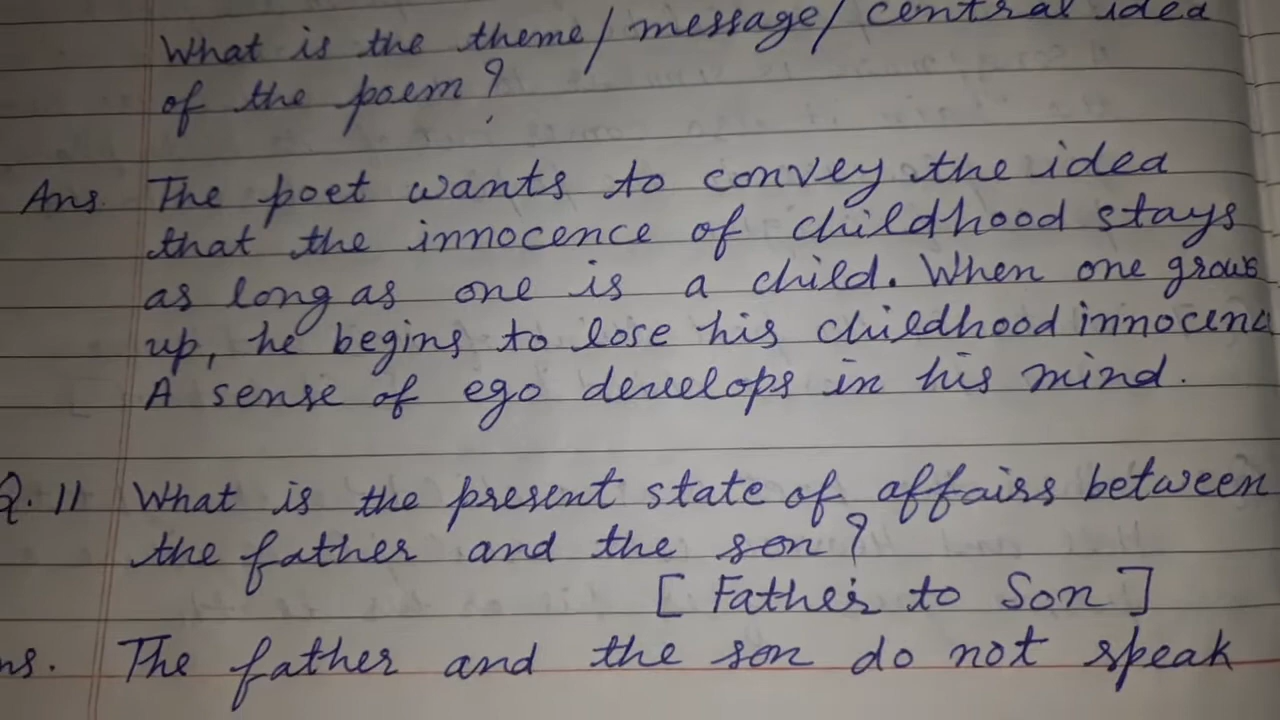 What is the theme/ message/ central idea
of the poem?
Ans. The poet wants to convey the idea
that the innocence of childhood stays
as long as one is a child. When one grows
up, he begins to lose his childhood innocenc
A sense of ego develops in his mind.
Q. 11 What is the present state of affairs between
the father and the son?
[ Father to Son ]
ns. The father and the son do not speak